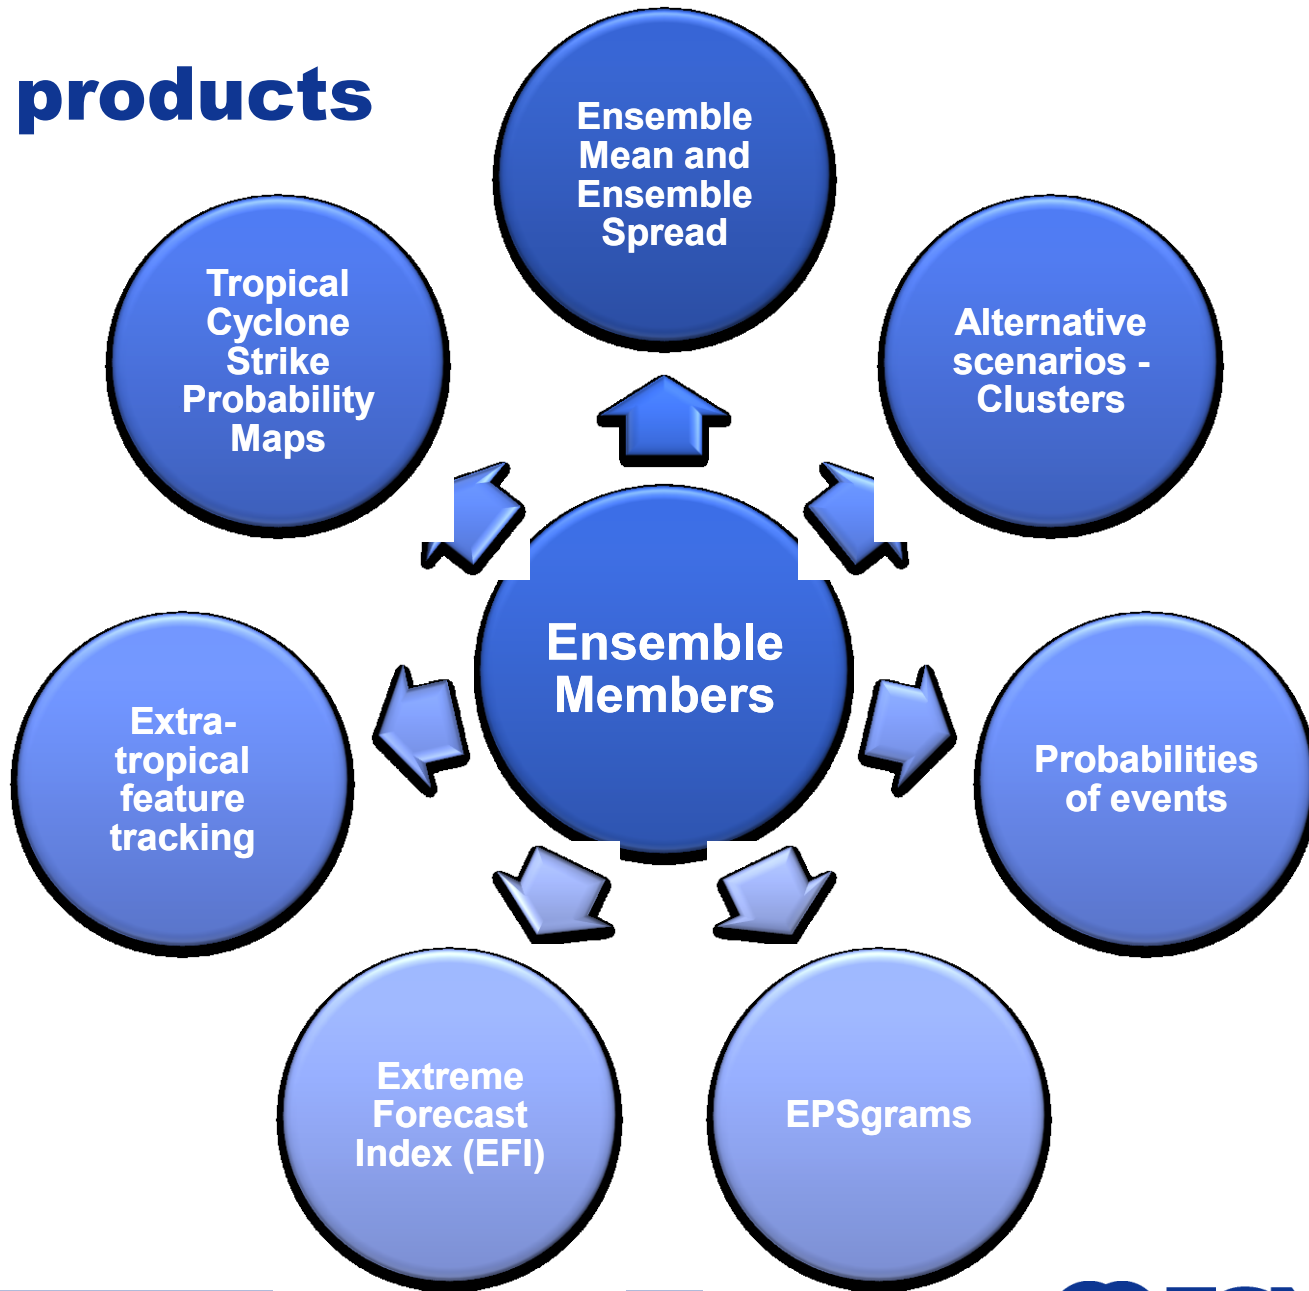 products
Ensemble
Mean and
Ensemble
Spread
Tropical
Cyclone
Strike
Probability
Maps
Alternative
scenarios -
Clusters
Ensemble
Members
Extra-
tropical
feature
tracking
Probabilities
of events
Extreme
Forecast
Index (EFI)
EPSgrams